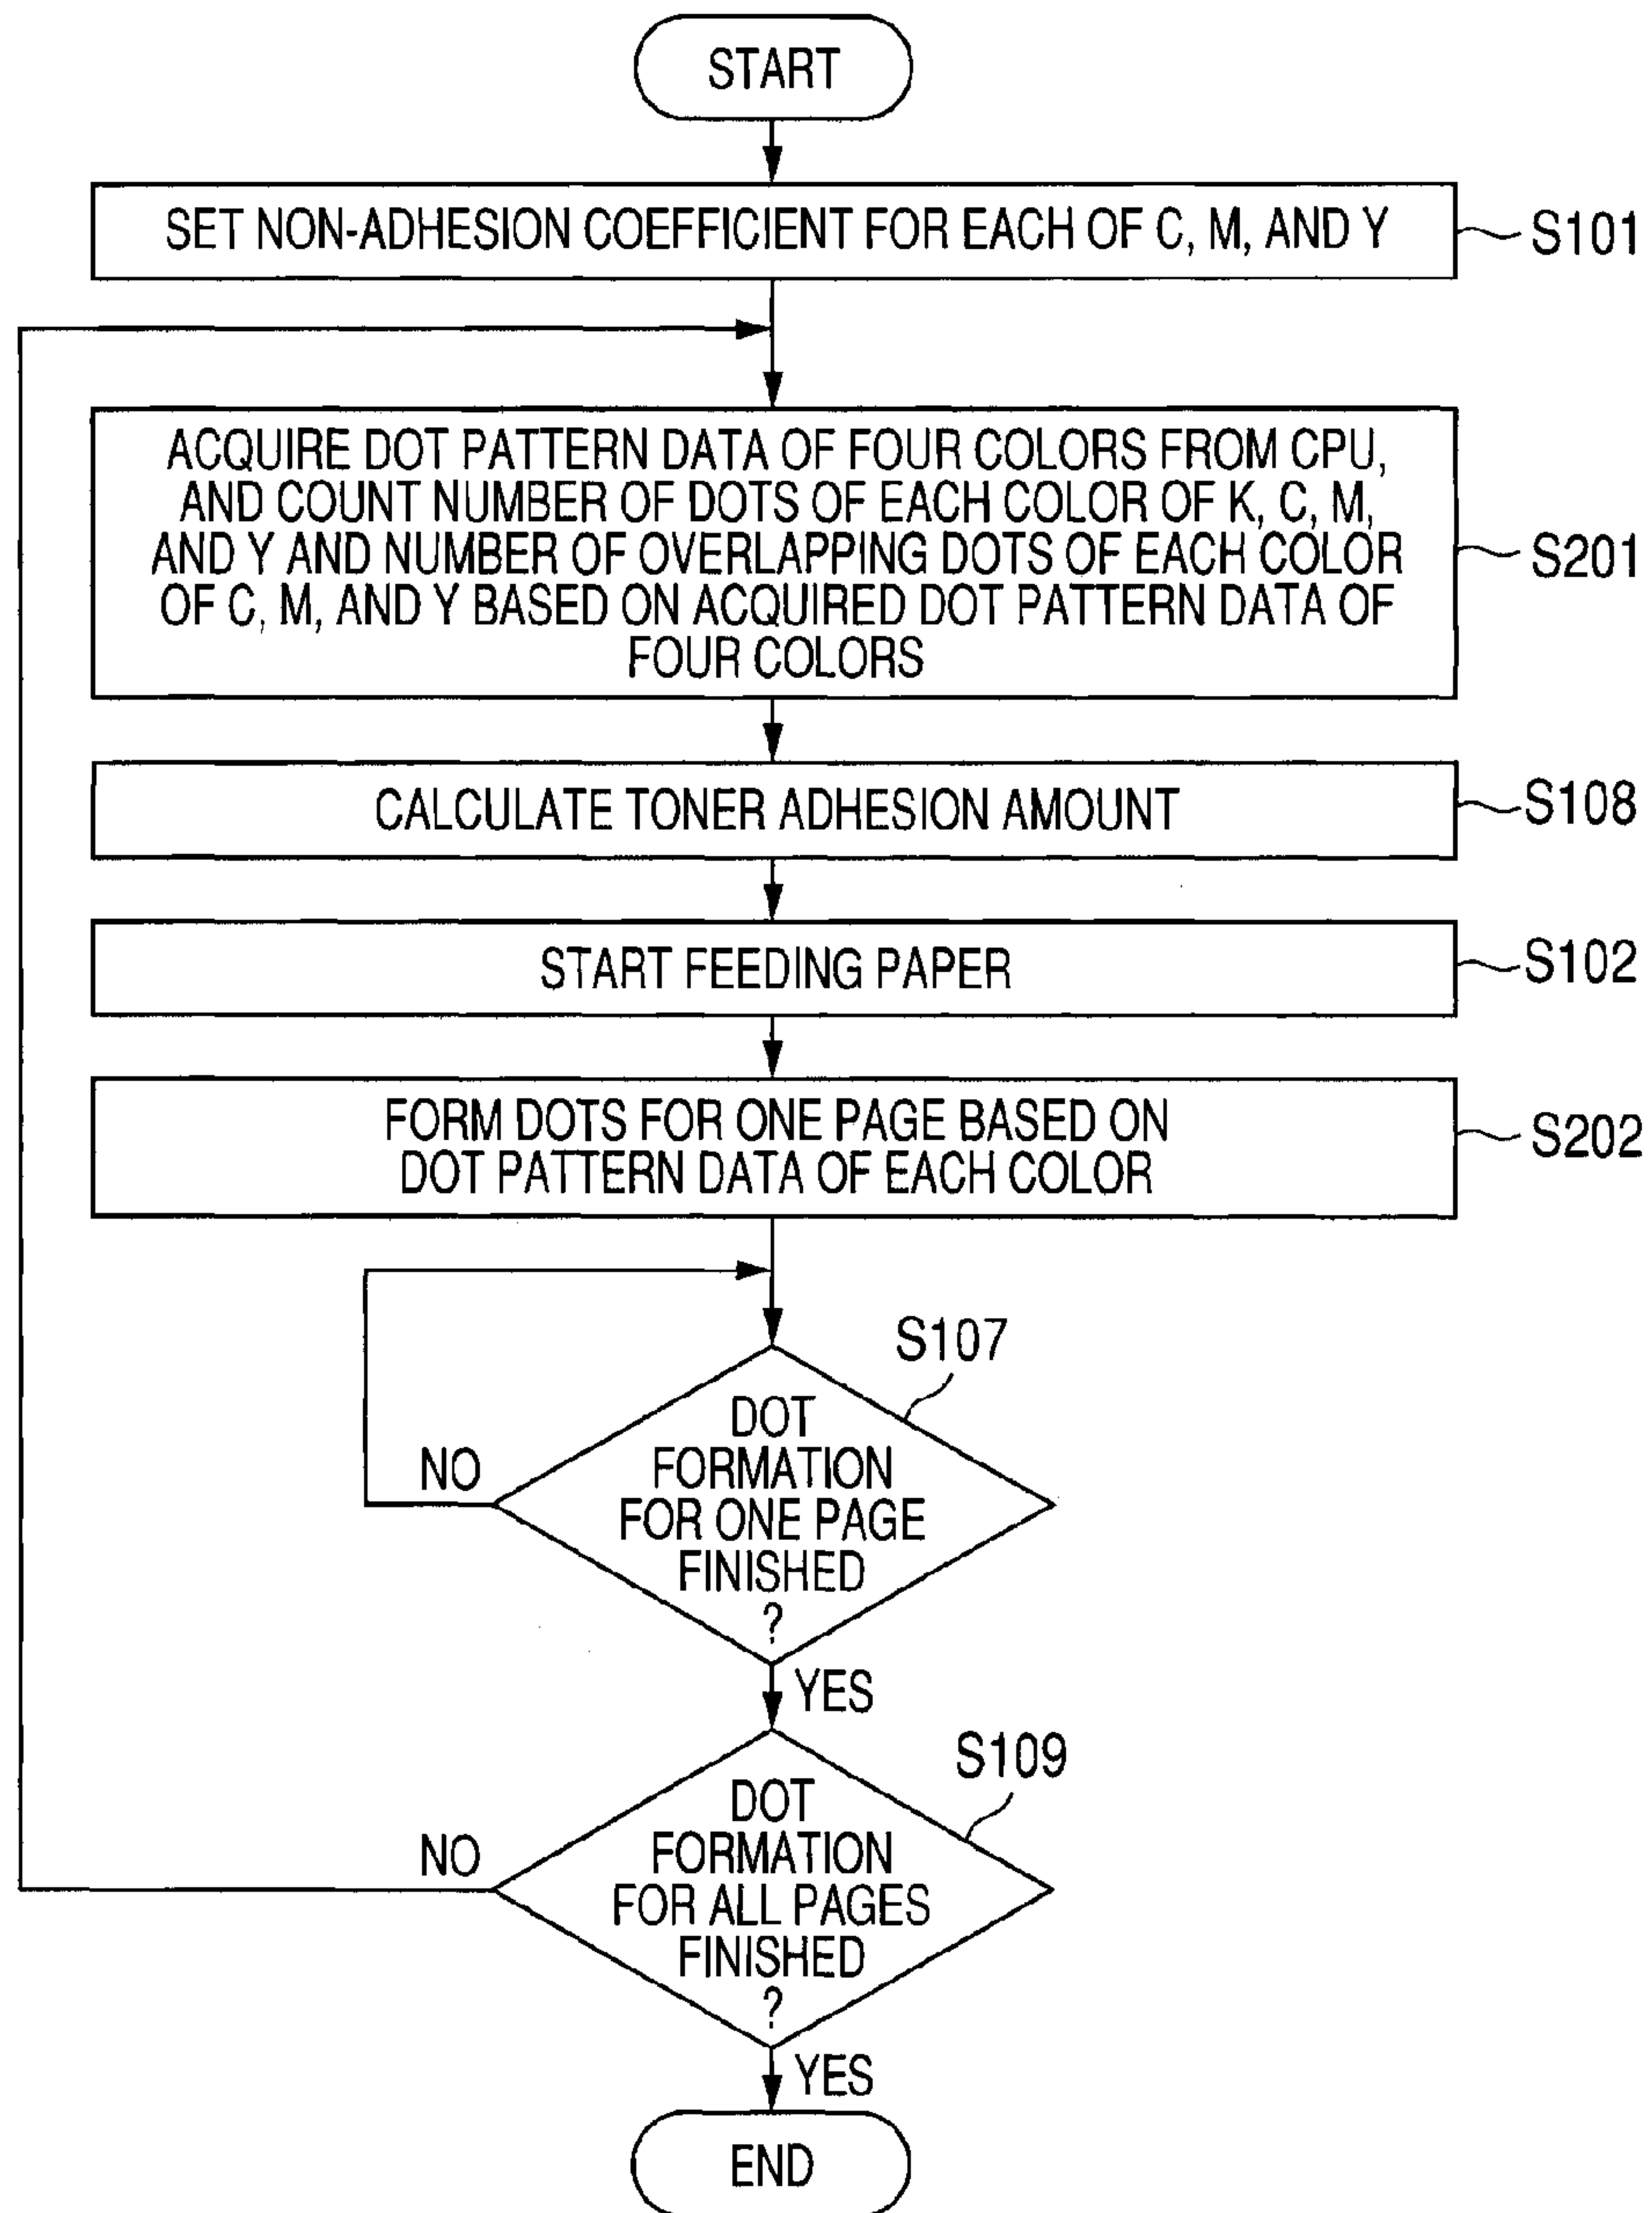 START
SET NON-ADHESION COEFFICIENT FOR EACH OF C, M, AND Y
S101
ACQUIRE DOT PATTERN DATA OF FOUR COLORS FROM CPU,
AND COUNT NUMBER OF DOTS OF EACH COLOR OF K, C, M,
AND Y AND NUMBER OF OVERLAPPING DOTS OF EACH COLOR
OF C, M, AND Y BASED ON ACQUIRED DOT PATTERN DATA OF
FOUR COLORS
S201
CALCULATE TONER ADHESION AMOUNT
S108
START FEEDING PAPER
S102
FORM DOTS FOR ONE PAGE BASED ON
DOT PATTERN DATA OF EACH COLOR
S202
S107
DOT
FORMATION
FOR ONE PAGE
FINISHED
?
NO
YES
S109
DOT
FORMATION
FOR ALL PAGES
FINISHED
?
NO
YES
END